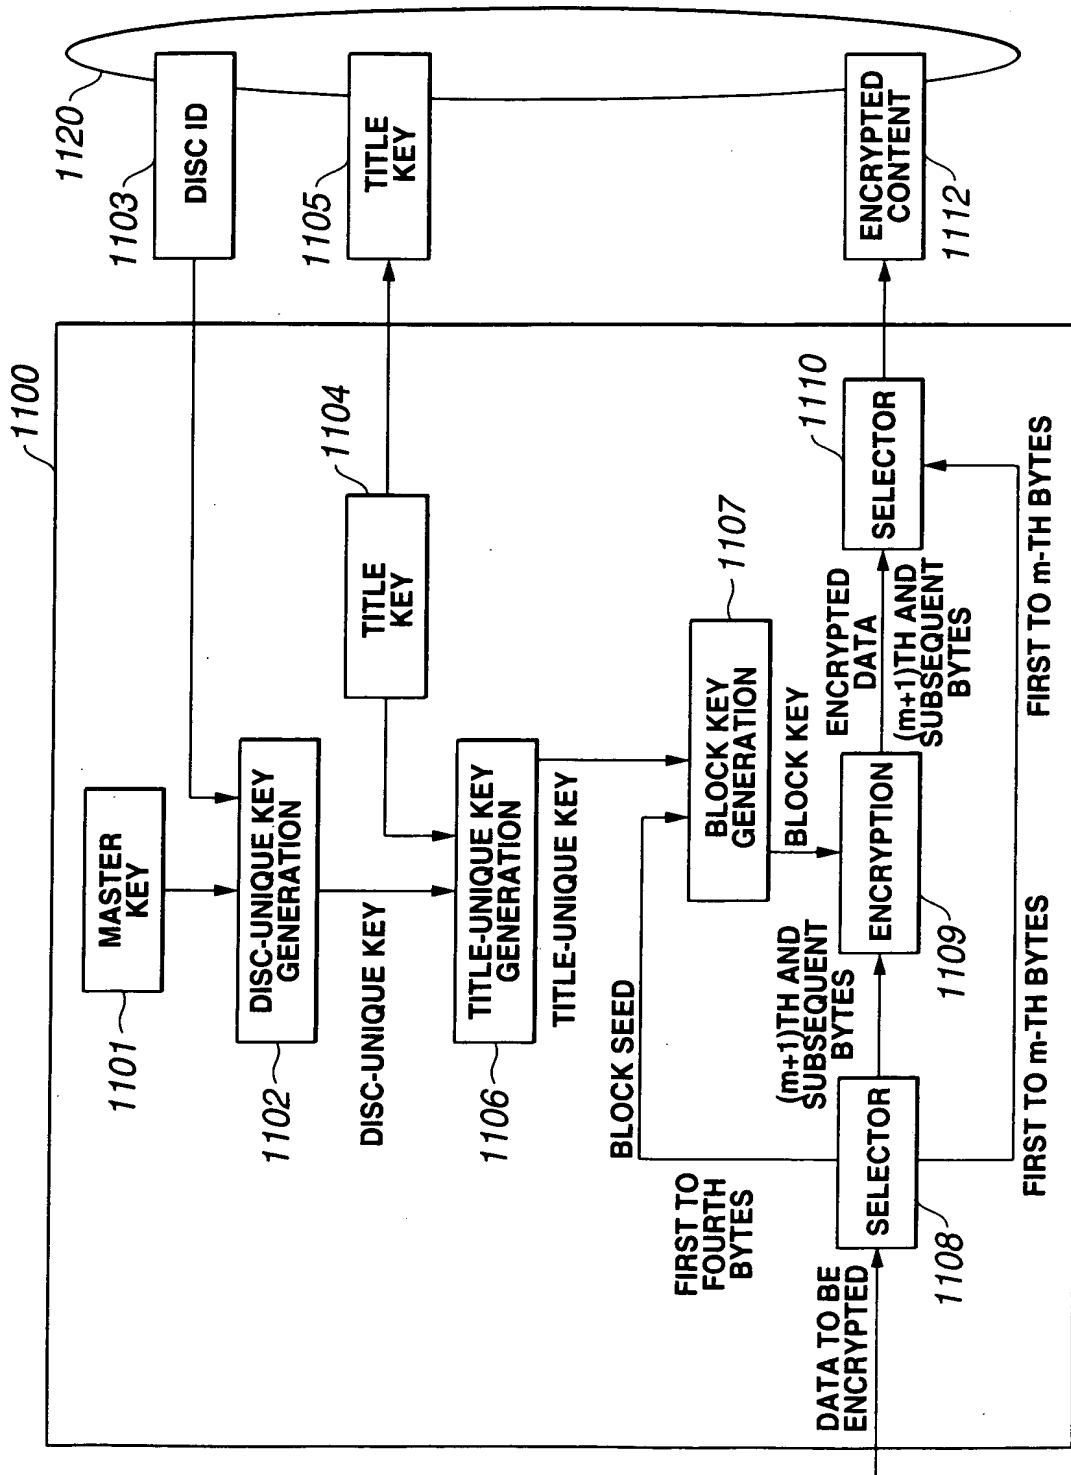 1100
1120
1103
DISC ID
1101
MASTER
KEY
1102
DISC-UNIQUE KEY
GENERATION
DISC-UNIQUE KEY
1104
TITLE
KEY
1105
TITLE
KEY
1106
TITLE-UNIQUE KEY
GENERATION
TITLE-UNIQUE KEY
BLOCK SEED
1107
BLOCK KEY
GENERATION
BLOCK KEY
FIRST TO
FOURTH
BYTES
DATA TO BE
ENCRYPTED
SELECTOR
1108
(m+1)TH AND
SUBSEQUENT
BYTES
ENCRYPTION
1109
ENCRYPTED
DATA
(m+1)TH AND
SUBSEQUENT
BYTES
SELECTOR
1110
ENCRYPTED
CONTENT
1112
FIRST TO m-TH BYTES
FIRST TO m-TH BYTES